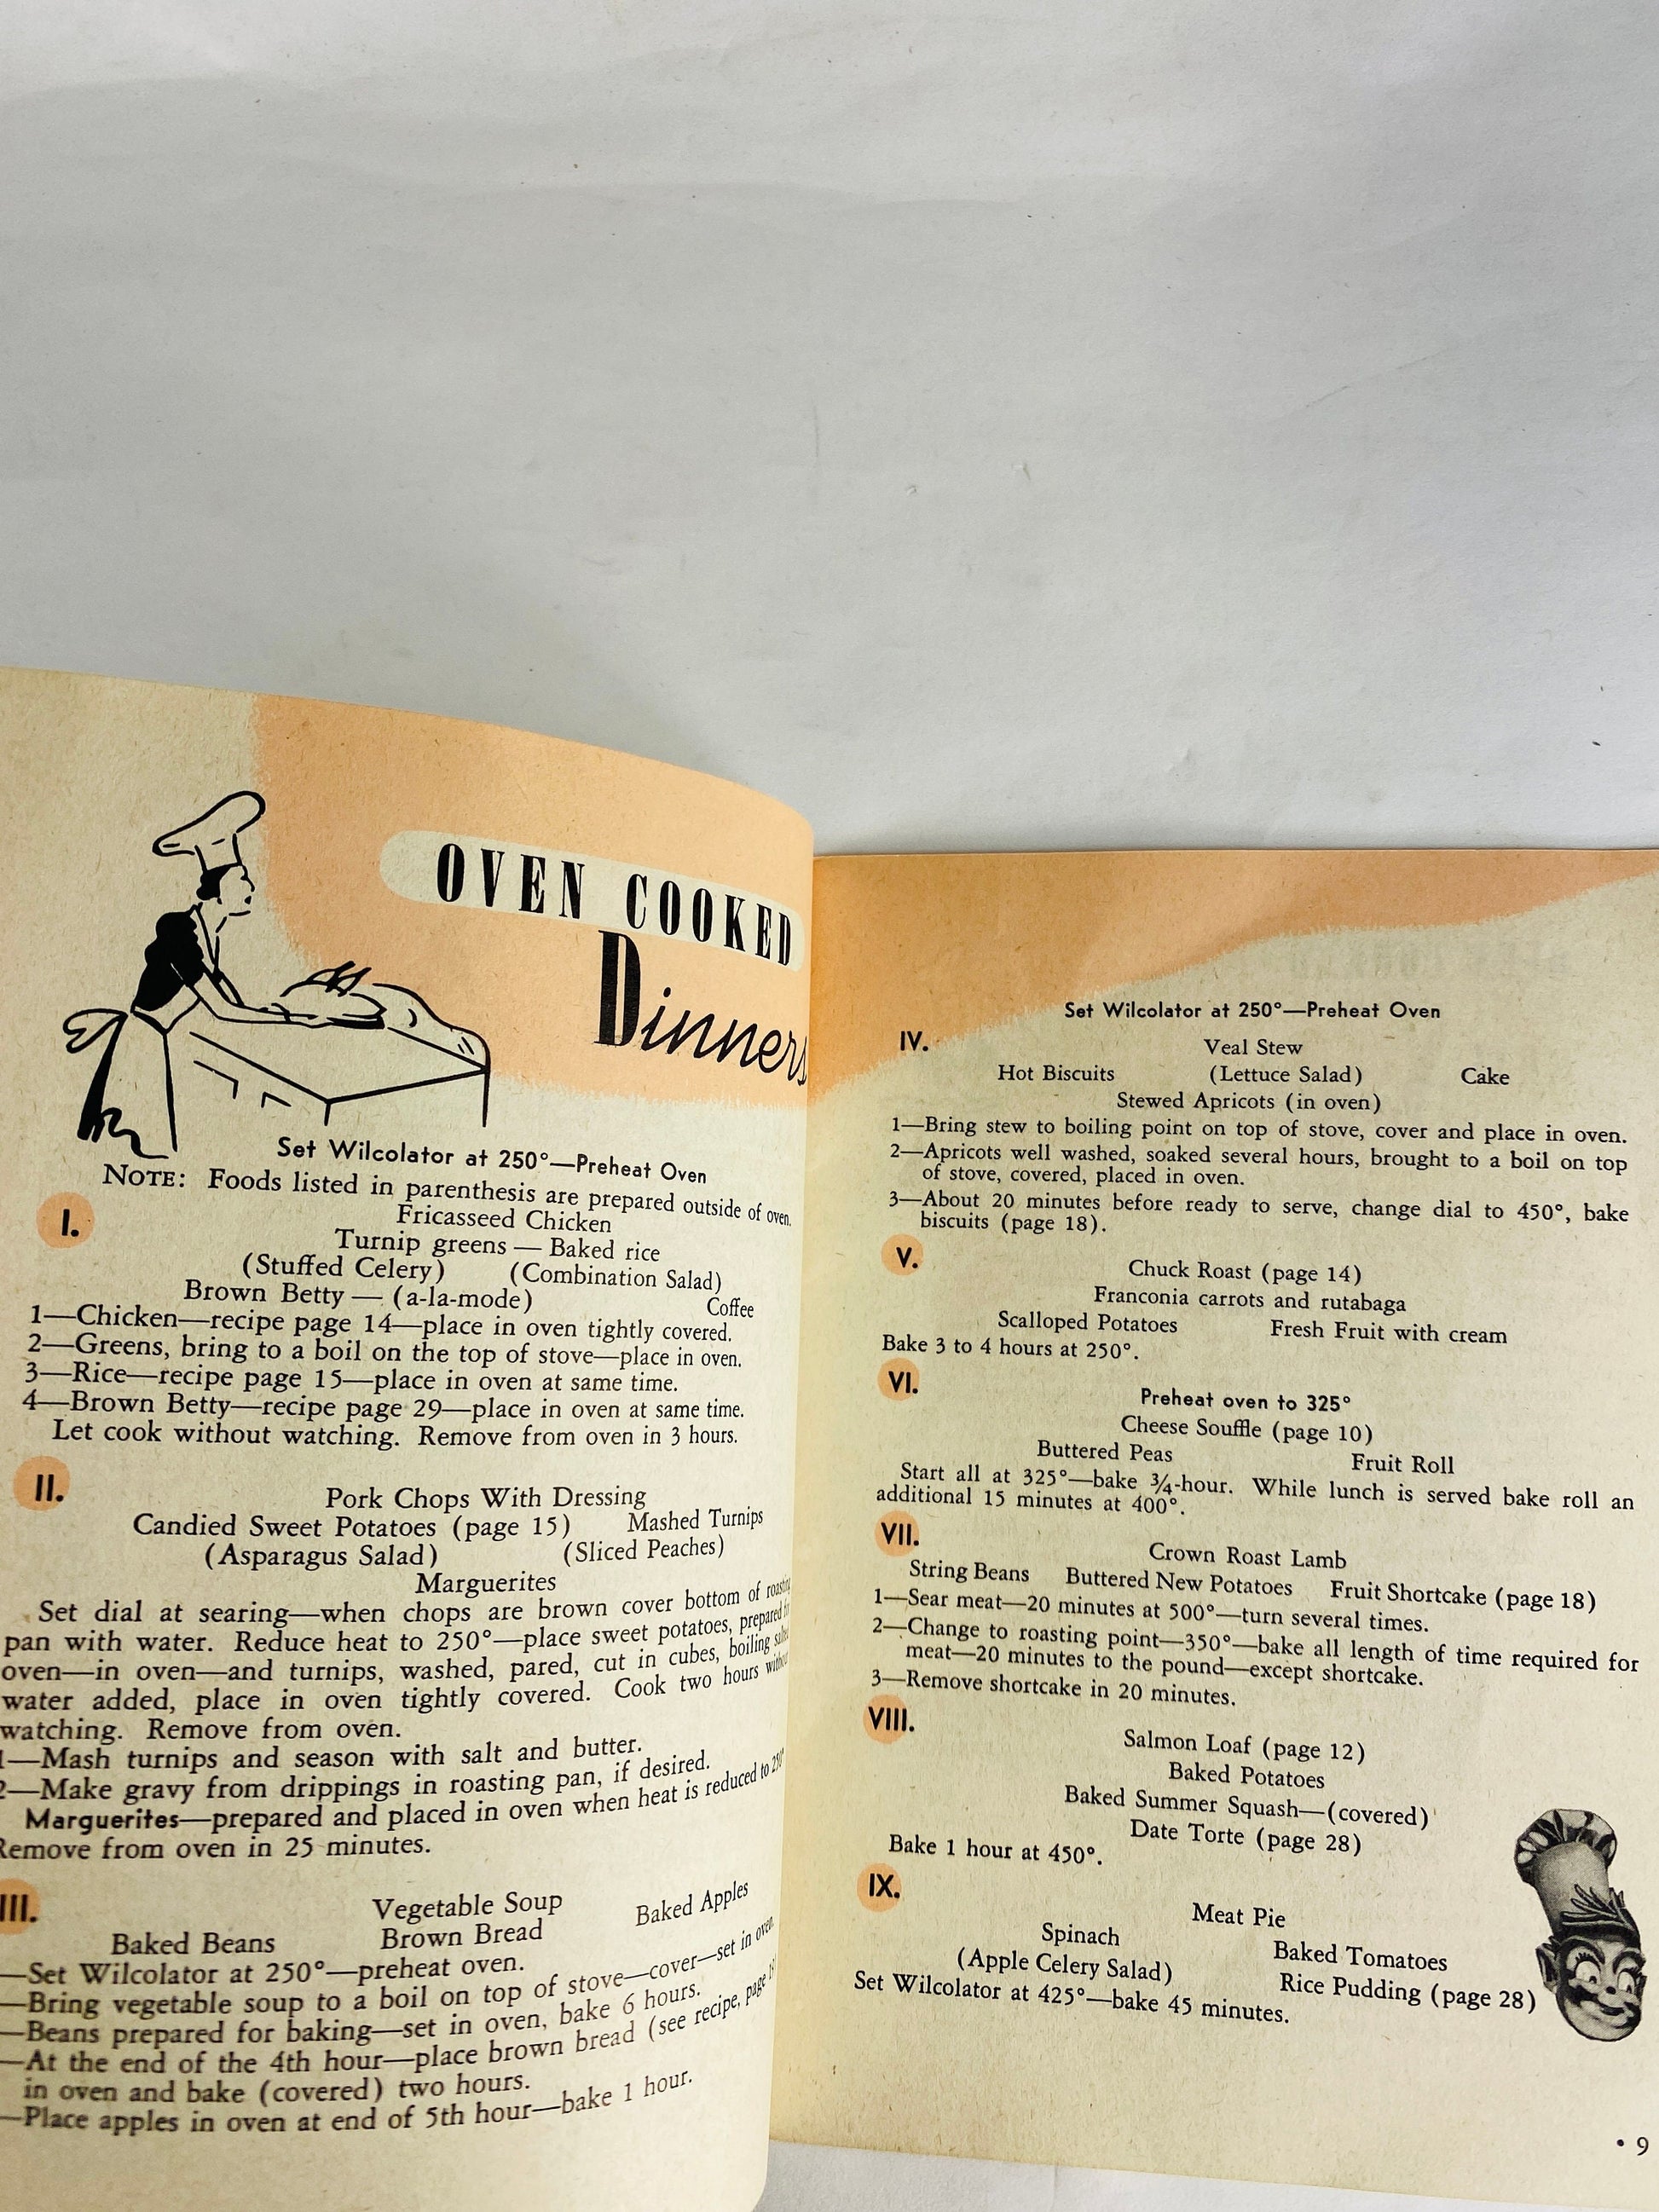 OVEN COOKED
Dinners
Set Wilcolator at 250°—Preheat Oven
NOTE: Foods listed in parenthesis are prepared outside of oven.
I.
Fricasseed Chicken
Turnip greens — Baked rice
(Stuffed Celery) (Combination Salad)
Brown Betty — (a-la-mode) Coffee
1—Chicken—recipe page 14—place in oven tightly covered.
2—Greens, bring to a boil on the top of stove—place in oven.
3—Rice—recipe page 15—place in oven at same time.
4—Brown Betty—recipe page 29—place in oven at same time.
Let cook without watching. Remove from oven in 3 hours.
II.
Pork Chops With Dressing
Candied Sweet Potatoes (page 15) Mashed Turnips
(Asparagus Salad) (Sliced Peaches)
Marguerites
Set dial at searing—when chops are brown cover bottom of roasting
pan with water. Reduce heat to 250°—place sweet potatoes, prepared
oven—in oven—and turnips, washed, pared, cut in cubes, boiling salted
water added, place in oven tightly covered. Cook two hours without
watching. Remove from oven.
1—Mash turnips and season with salt and butter.
2—Make gravy from drippings in roasting pan, if desired.
Marguerites—prepared and placed in oven when heat is reduced to 250°
Remove from oven in 25 minutes.
III.
Vegetable Soup
Baked Beans Brown Bread Baked Apples
—Set Wilcolator at 250°—preheat oven.
—Bring vegetable soup to a boil on top of stove—cover—set in oven.
—Beans prepared for baking—set in oven, bake 6 hours.
—At the end of the 4th hour—place brown bread (see recipe, page
in oven and bake (covered) two hours.
—Place apples in oven at end of 5th hour—bake 1 hour.
Set Wilcolator at 250°—Preheat Oven
IV.
Veal Stew
Hot Biscuits (Lettuce Salad) Cake
Stewed Apricots (in oven)
1—Bring stew to boiling point on top of stove, cover and place in oven.
2—Apricots well washed, soaked several hours, brought to a boil on top
of stove, covered, placed in oven.
3—About 20 minutes before ready to serve, change dial to 450°, bake
biscuits (page 18).
V.
Chuck Roast (page 14)
Franconia carrots and rutabaga
Scalloped Potatoes Fresh Fruit with cream
Bake 3 to 4 hours at 250°.
VI.
Preheat oven to 325°
Cheese Souffle (page 10)
Buttered Peas Fruit Roll
Start all at 325°—bake ¾-hour. While lunch is served bake roll an
additional 15 minutes at 400°.
VII.
Crown Roast Lamb
String Beans Buttered New Potatoes Fruit Shortcake (page 18)
1—Sear meat—20 minutes at 500°—turn several times.
2—Change to roasting point—350°—bake all length of time required for
meat—20 minutes to the pound—except shortcake.
3—Remove shortcake in 20 minutes.
VIII.
Salmon Loaf (page 12)
Baked Potatoes
Baked Summer Squash—(covered)
Date Torte (page 28)
Bake 1 hour at 450°.
IX.
Meat Pie
Spinach Baked Tomatoes
(Apple Celery Salad) Rice Pudding (page 28)
Set Wilcolator at 425°—bake 45 minutes.
• 9